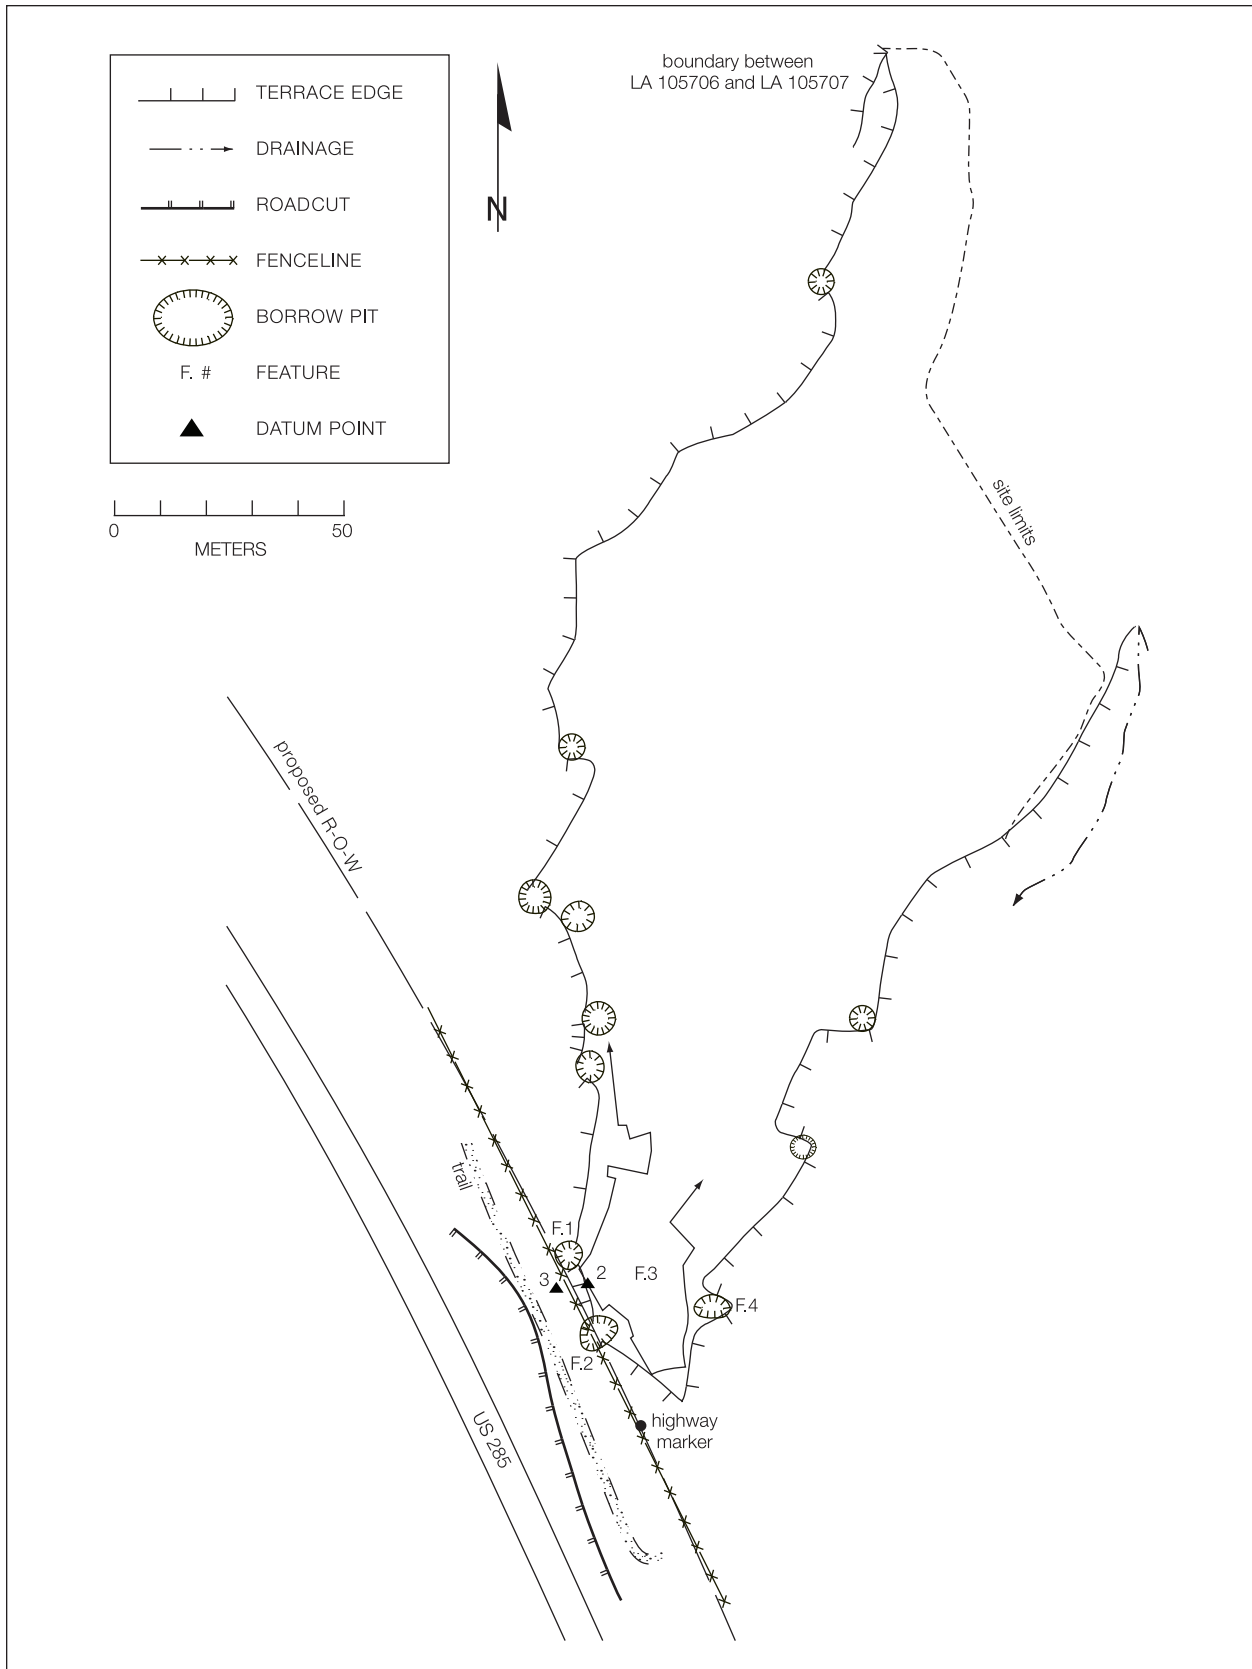 boundary between
LA 105706 and LA 105707
TERRACE EDGE
DRAINAGE
ROADCUT
FENCELINE
BORROW PIT
F. # FEATURE
DATUM POINT
N
0 50
METERS
site limits
proposed R-O-W
trail
F.1
3
2
F.3
F.4
F.2
highway
marker
US 285